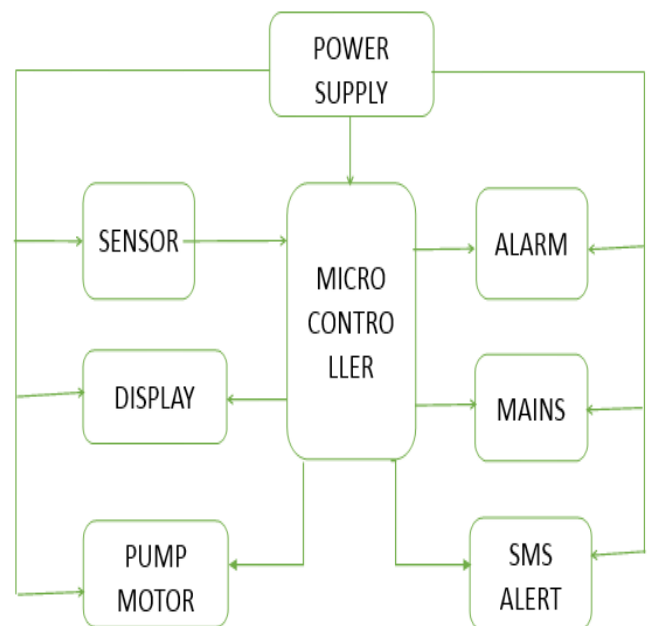 POWER
SUPPLY
SENSOR
MICRO
CONTRO
LLER
ALARM
DISPLAY
MAINS
PUMP
MOTOR
SMS
ALERT